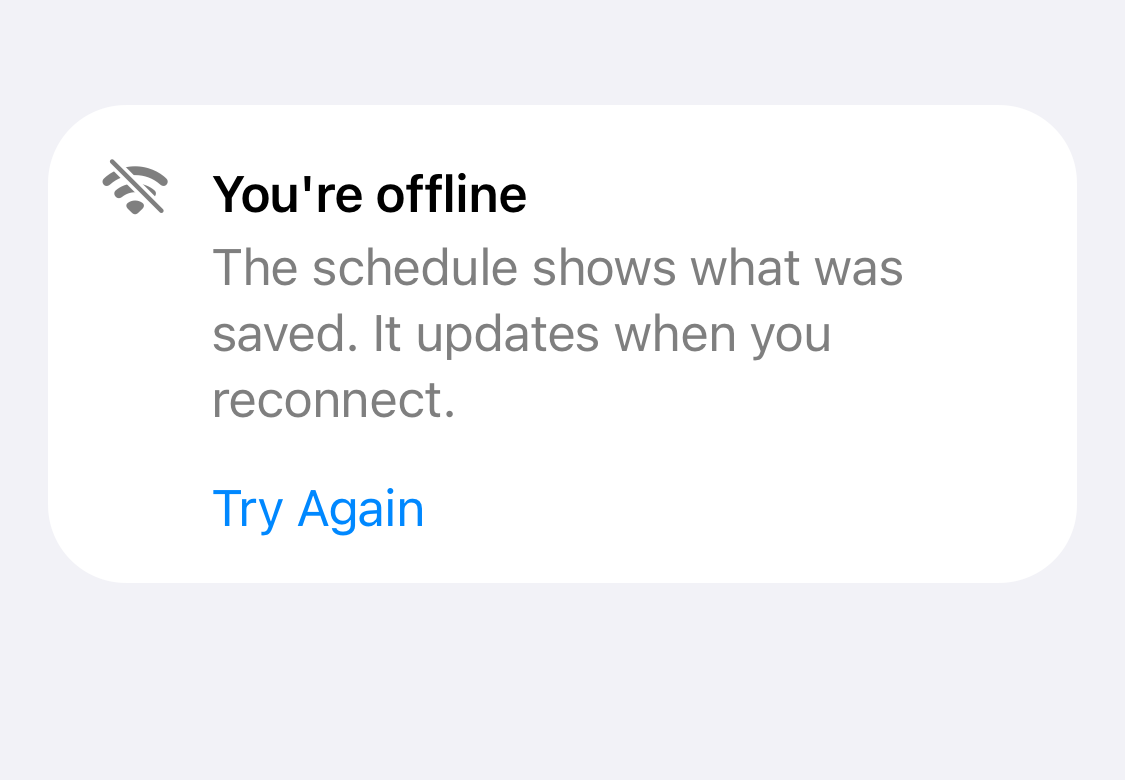 You're offline
The schedule shows what was
saved. It updates when you
reconnect.
Try Again